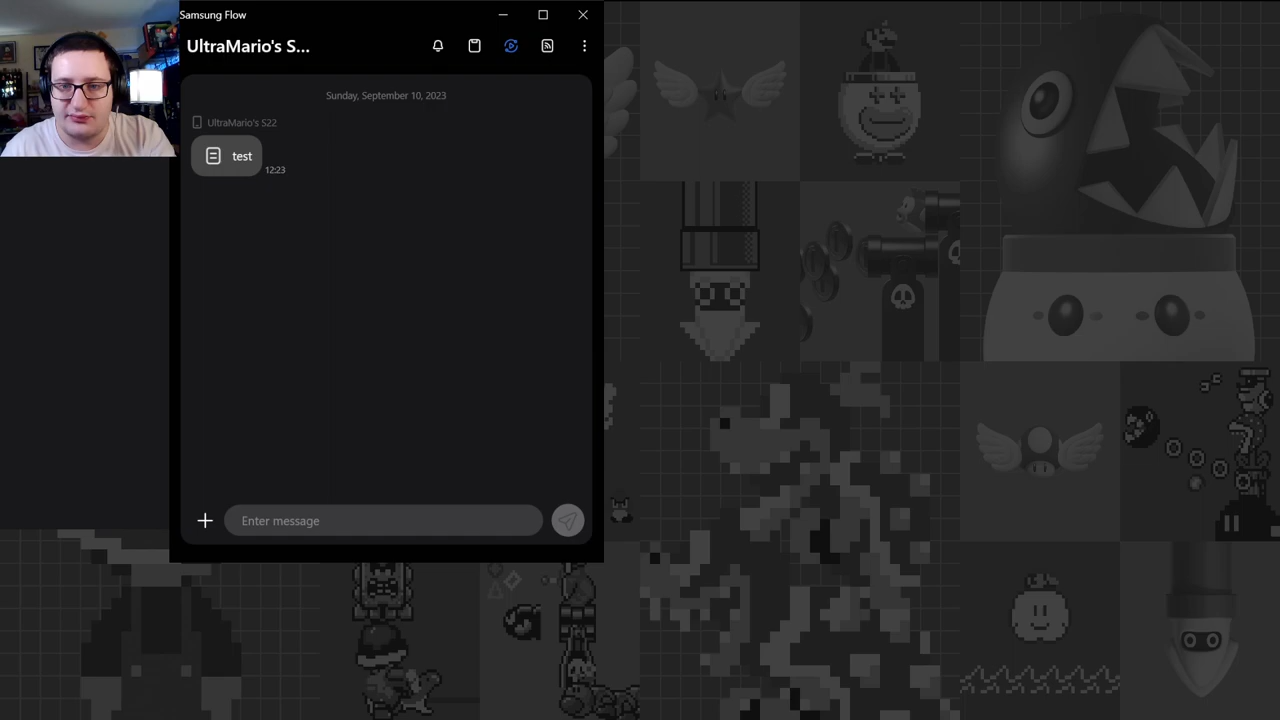 Samsung Flow
UltraMario's S...
Sunday, September 10, 2023
UltraMario's S22
test
12:23
Enter message